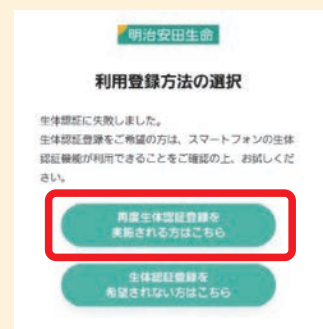 明治安田生命
利用登録方法の選択
生体認証に失敗しました。
生体認証登録をご希望の方は、スマートフォンの生体
認証機能が利用できることをご確認の上、お試しくだ
さい。
再度生体認証登録を
実施される方はこちら
生体認証登録を
希望されない方はこちら